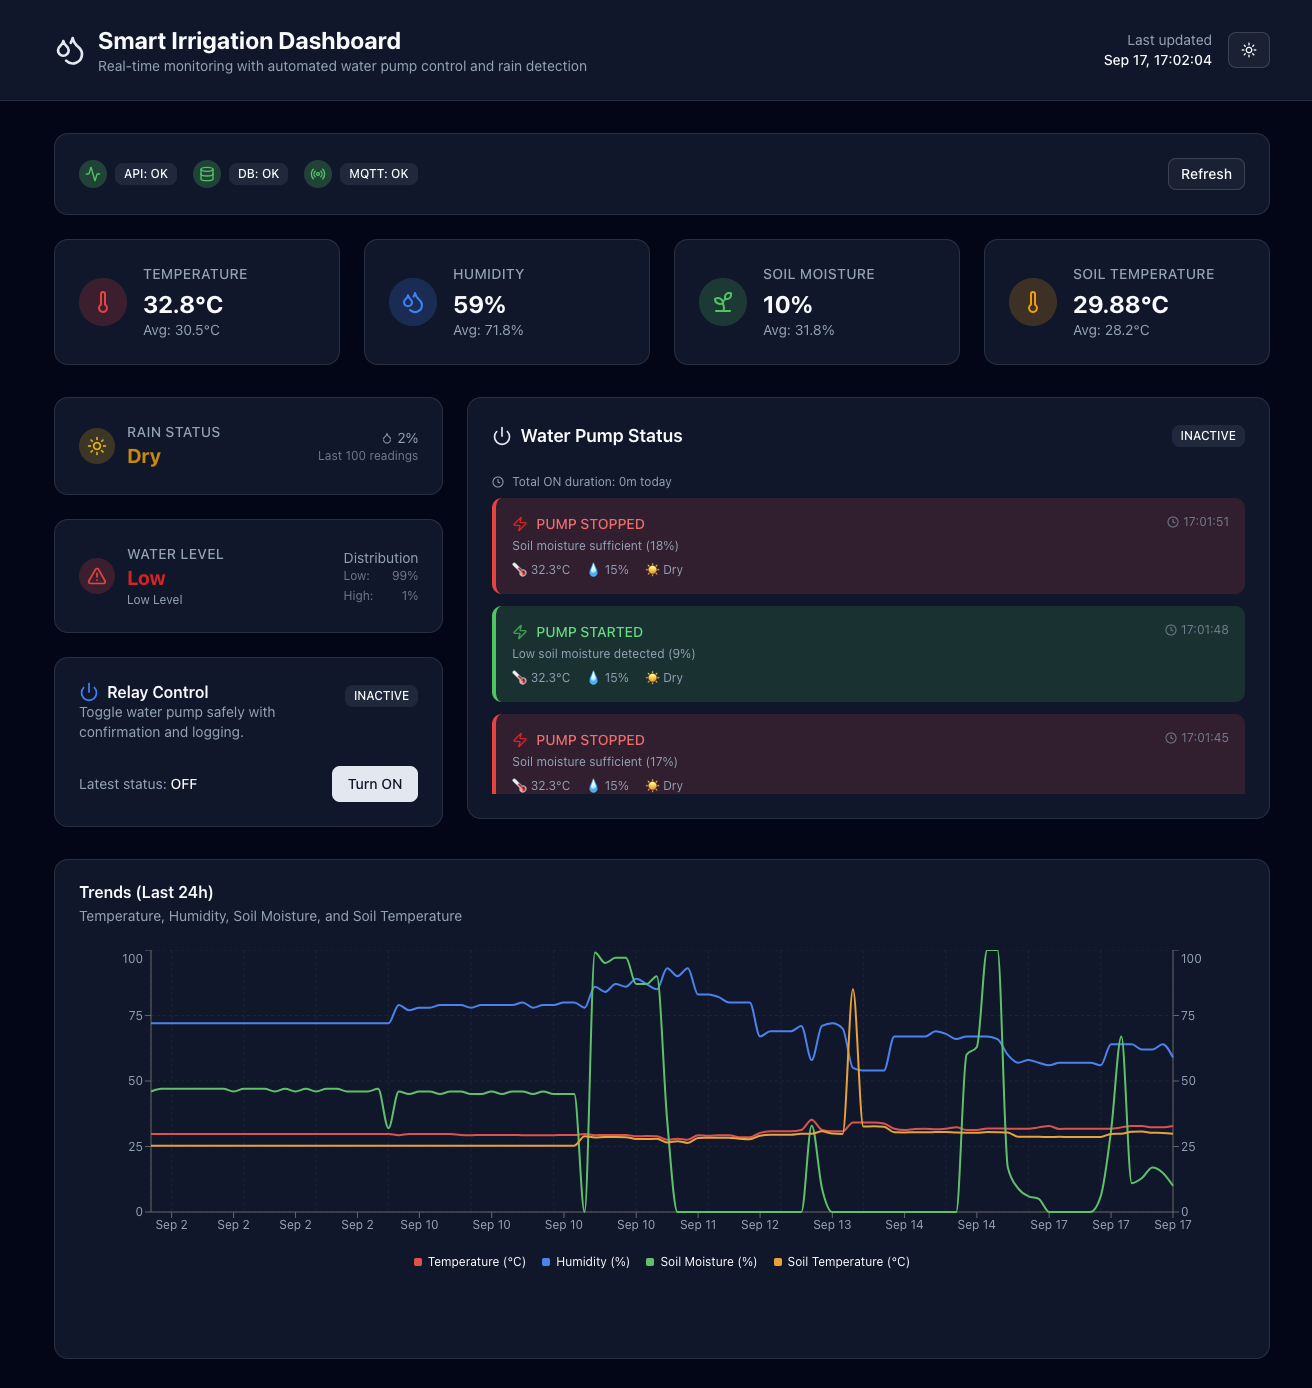 Smart Irrigation Dashboard
Real-time monitoring with automated water pump control and rain detection
Last updated
Sep 17, 17:02:04
API: OK
DB: OK
MQTT: OK
Refresh
TEMPERATURE
32.8°C
Avg: 30.5°C
HUMIDITY
59%
Avg: 71.8%
SOIL MOISTURE
10%
Avg: 31.8%
SOIL TEMPERATURE
29.88°C
Avg: 28.2°C
RAIN STATUS
Dry
2%
Last 100 readings
WATER LEVEL
Low
Low Level
Distribution
Low: 99%
High: 1%
Relay Control
INACTIVE
Toggle water pump safely with
confirmation and logging.
Latest status: OFF
Turn ON
Water Pump Status
INACTIVE
Total ON duration: 0m today
PUMP STOPPED
17:01:51
Soil moisture sufficient (18%)
32.3°C 15% Dry
PUMP STARTED
17:01:48
Low soil moisture detected (9%)
32.3°C 15% Dry
PUMP STOPPED
17:01:45
Soil moisture sufficient (17%)
32.3°C 15% Dry
Trends (Last 24h)
Temperature, Humidity, Soil Moisture, and Soil Temperature
100 100
75 75
50 50
25 25
0 0
Sep 2 Sep 2 Sep 2 Sep 2 Sep 10 Sep 10 Sep 10 Sep 10 Sep 11 Sep 12 Sep 13 Sep 14 Sep 14 Sep 17 Sep 17 Sep 17
Temperature (°C) Humidity (%) Soil Moisture (%) Soil Temperature (°C)